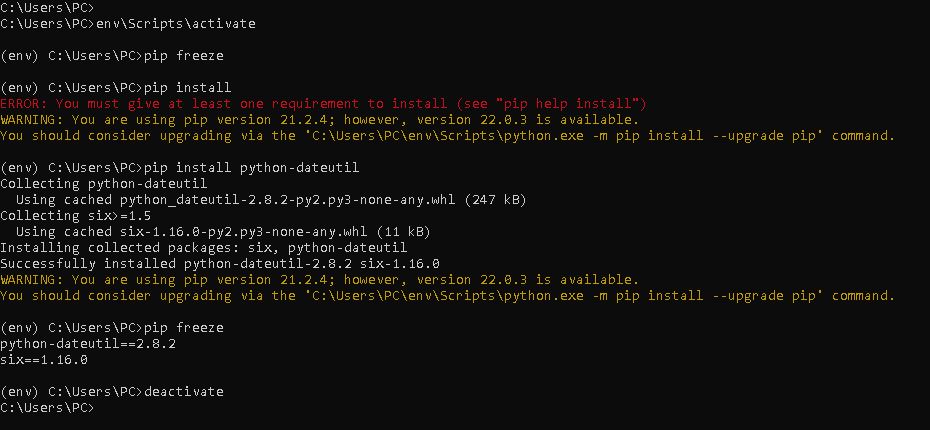 C:\Users\PC>
C:\Users\PC>env\Scripts\activate
(env) C:\Users\PC>pip freeze
(env) C:\Users\PC>pip install
ERROR: You must give at least one requirement to install (see "pip help install")
WARNING: You are using pip version 21.2.4; however, version 22.0.3 is available.
You should consider upgrading via the 'C:\Users\PC\env\Scripts\python.exe -m pip install --upgrade pip' command.
(env) C:\Users\PC>pip install python-dateutil
Collecting python-dateutil
  Using cached python_dateutil-2.8.2-py2.py3-none-any.whl (247 kB)
Collecting six>=1.5
  Using cached six-1.16.0-py2.py3-none-any.whl (11 kB)
Installing collected packages: six, python-dateutil
Successfully installed python-dateutil-2.8.2 six-1.16.0
WARNING: You are using pip version 21.2.4; however, version 22.0.3 is available.
You should consider upgrading via the 'C:\Users\PC\env\Scripts\python.exe -m pip install --upgrade pip' command.
(env) C:\Users\PC>pip freeze
python-dateutil==2.8.2
six==1.16.0
(env) C:\Users\PC>deactivate
C:\Users\PC>